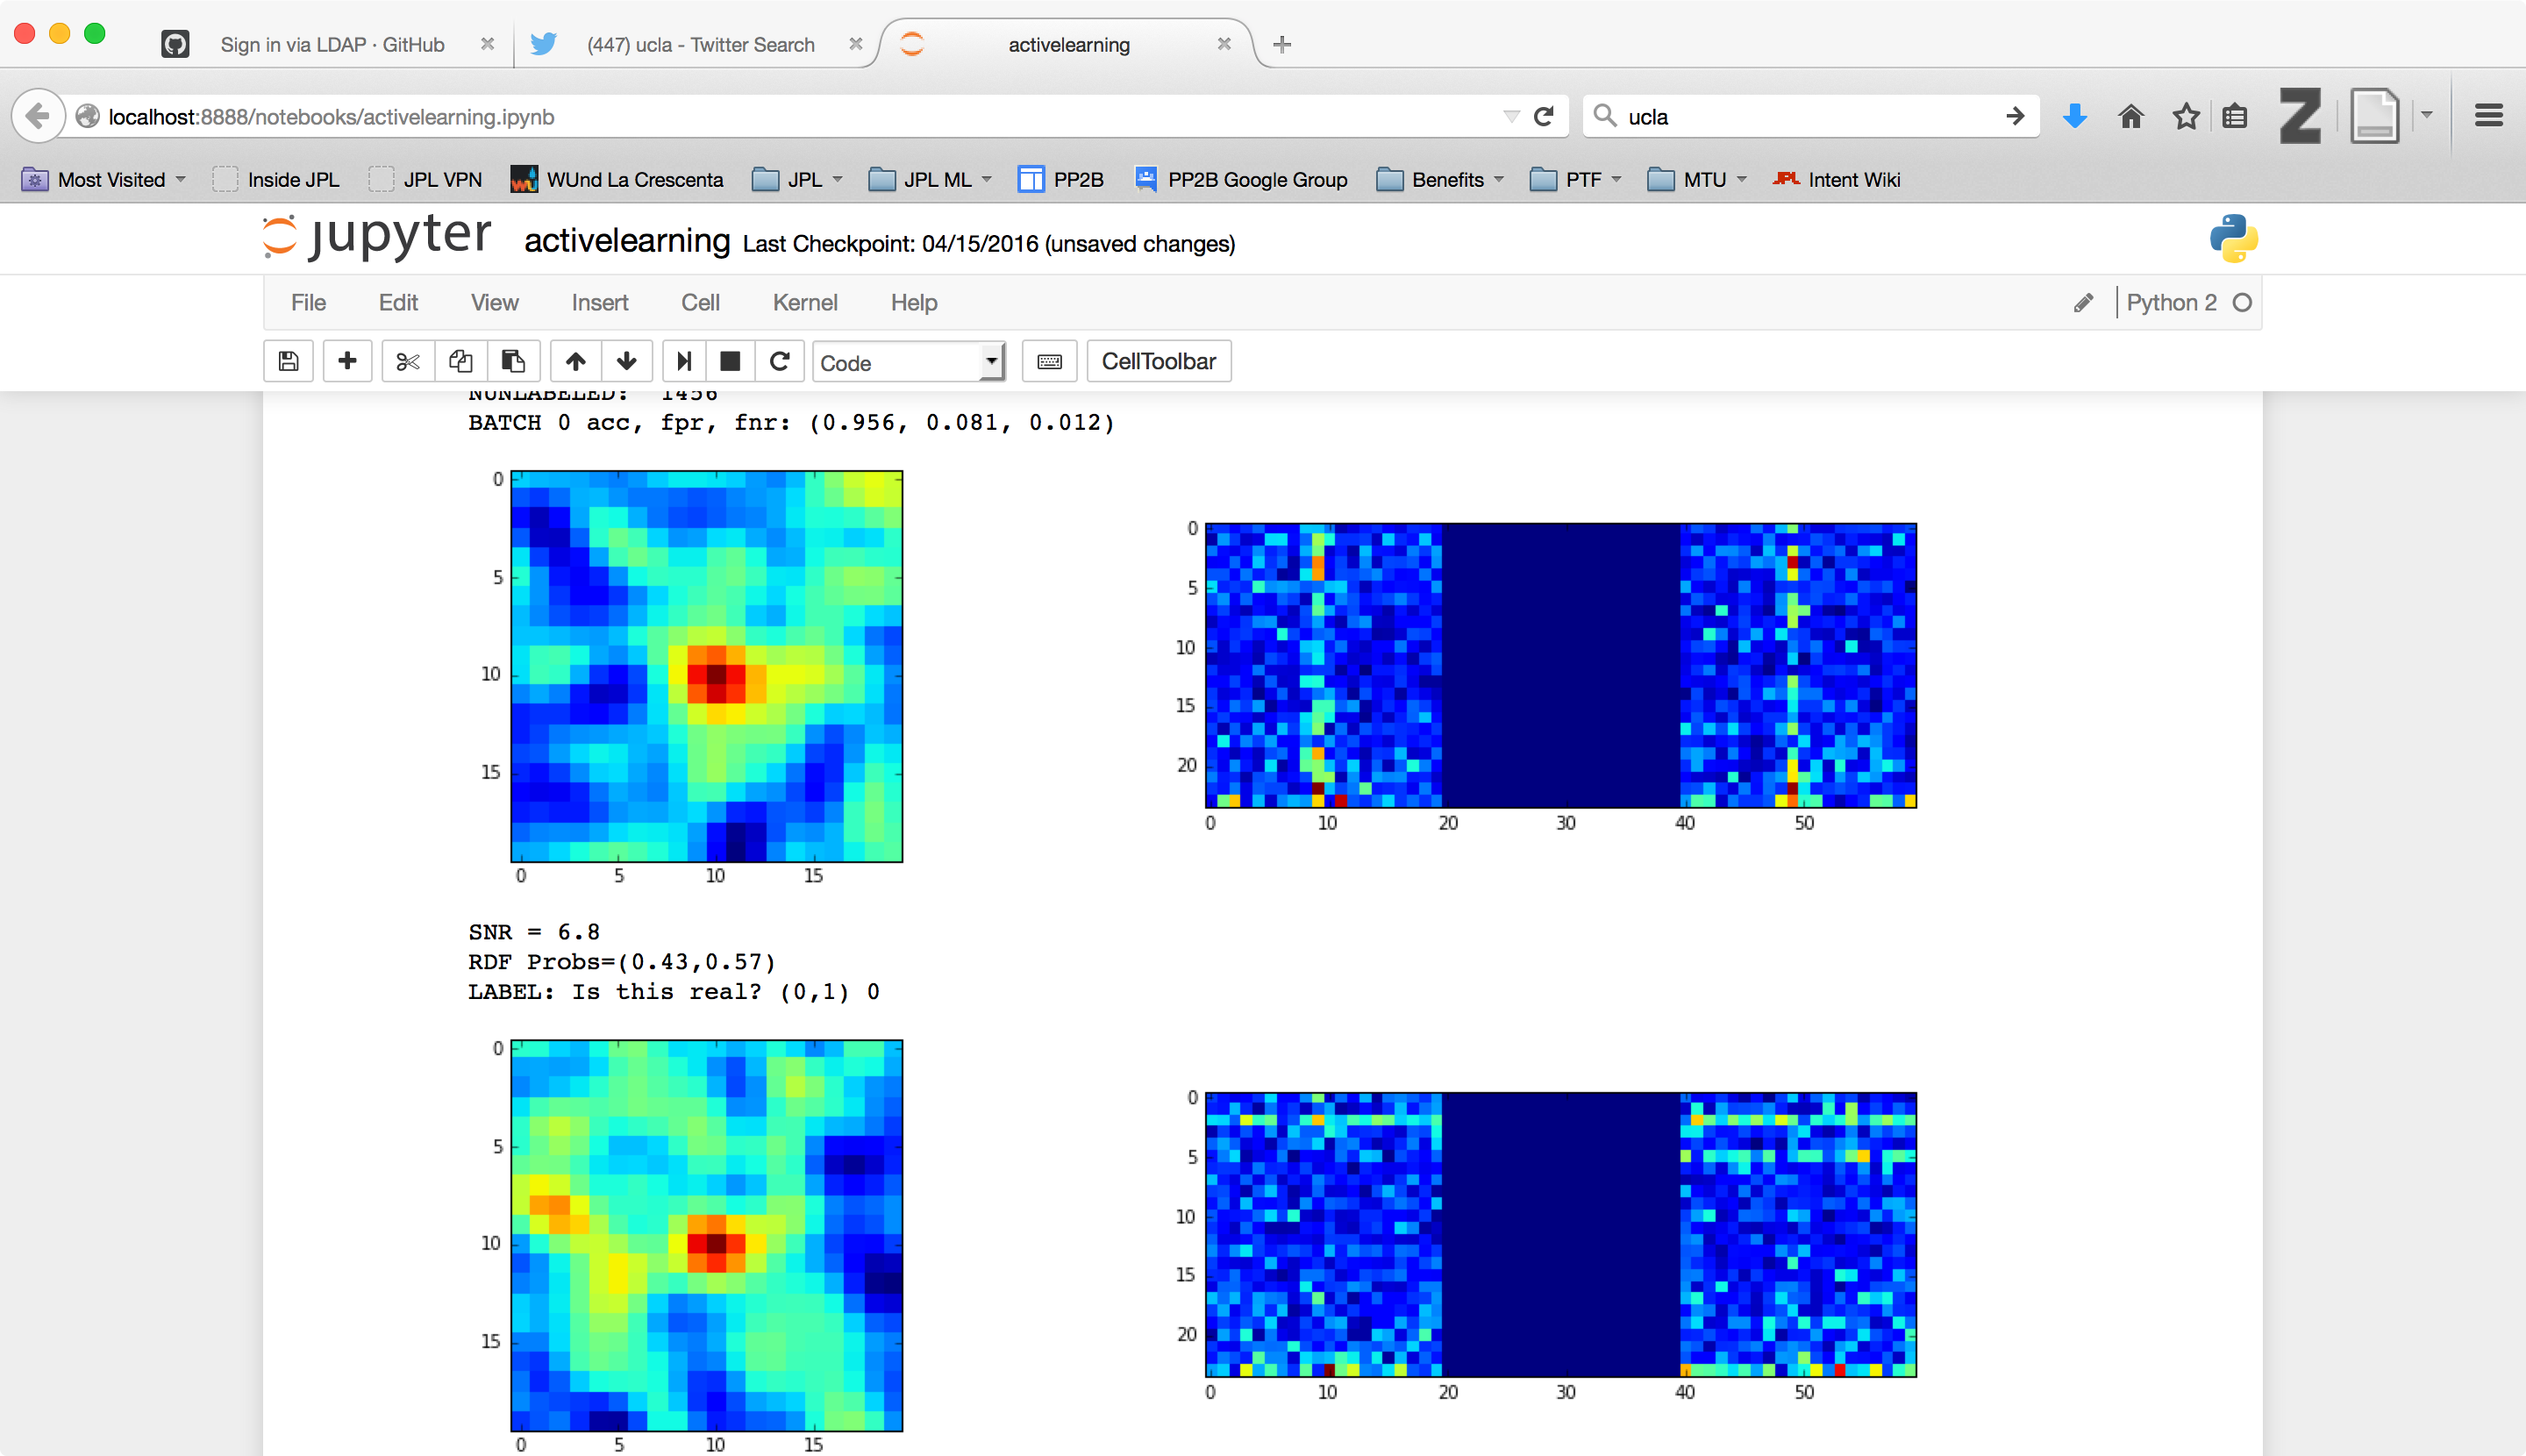 Sign in via LDAP · GitHub
(447) ucla - Twitter Search
activelearning
localhost:8888/notebooks/activelearning.ipynb
ucla
Z
Most Visited
Inside JPL
JPL VPN
WUnd La Crescenta
JPL
JPL ML
PP2B
PP2B Google Group
Benefits
PTF
MTU
Intent Wiki
jupyter
activelearning Last Checkpoint: 04/15/2016 (unsaved changes)
File Edit View Insert Cell Kernel Help
Python 2
Code
CellToolbar
NUNLABELED: 1456
BATCH 0 acc, fpr, fnr: (0.956, 0.081, 0.012)
0
5
10
15
0 5 10 15
0
5
10
15
20
0 10 20 30 40 50
SNR = 6.8
RDF Probs=(0.43,0.57)
LABEL: Is this real? (0,1) 0
0
5
10
15
0 5 10 15
0
5
10
15
20
0 10 20 30 40 50